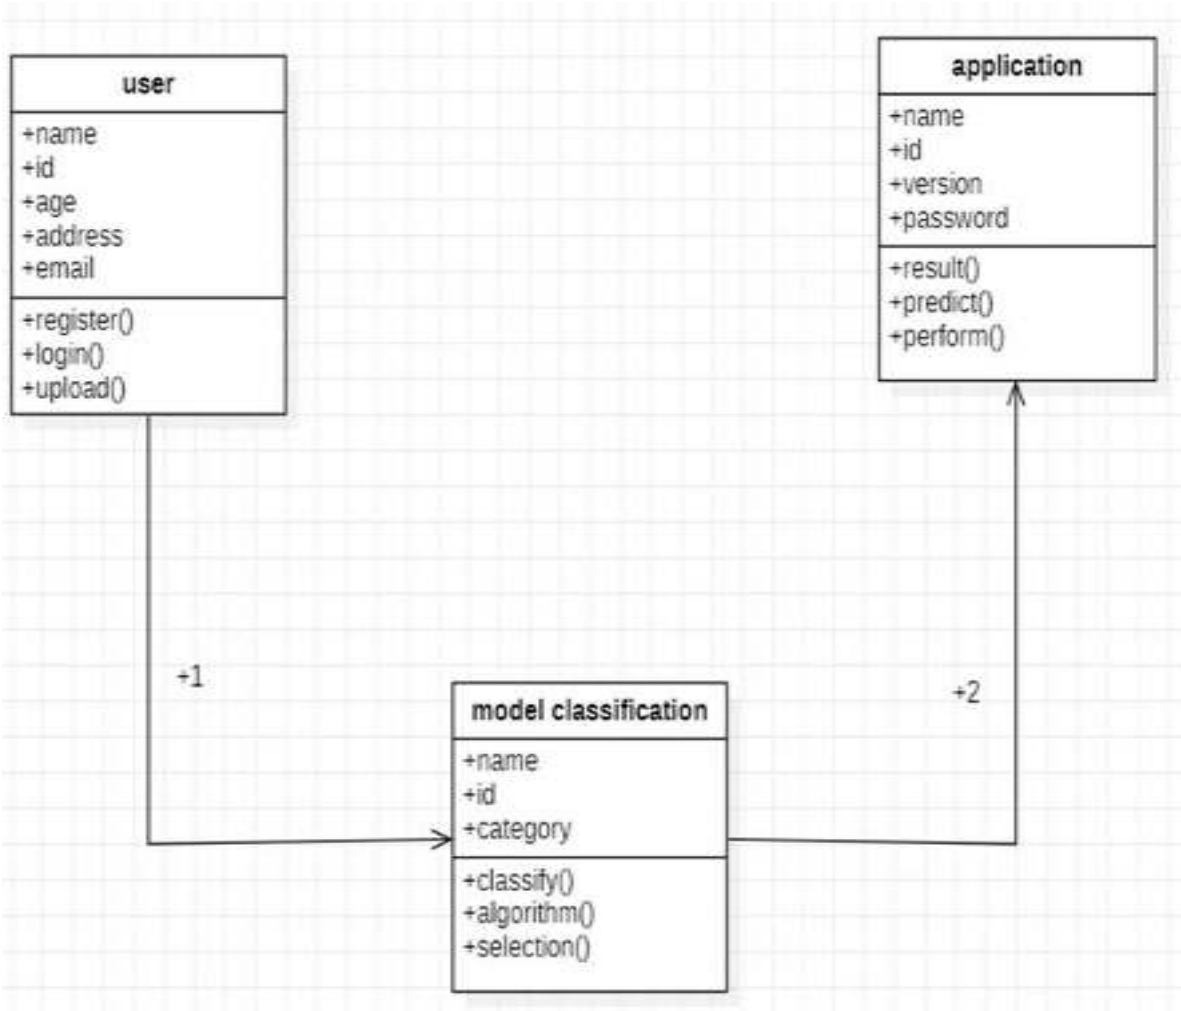 user
+name
+id
+age
+address
+email
+register()
+login()
+upload()
application
+name
+id
+version
+password
+result()
+predict()
+perform()
+1
+2
model classification
+name
+id
+category
+classify()
+algorithm()
+selection()